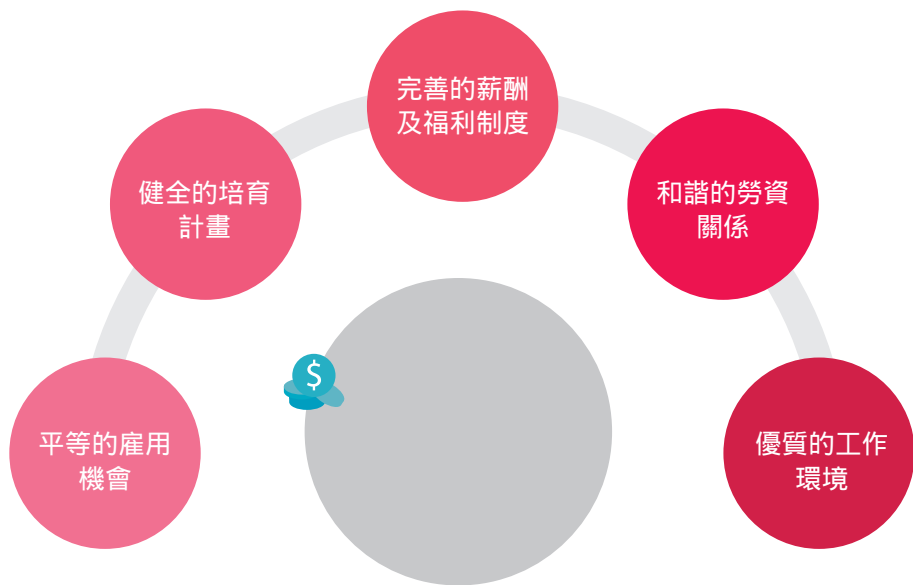 完善的薪酬
及福利制度
健全的培育
計畫
和諧的勞資
關係
$
平等的雇用
機會
優質的工作
環境